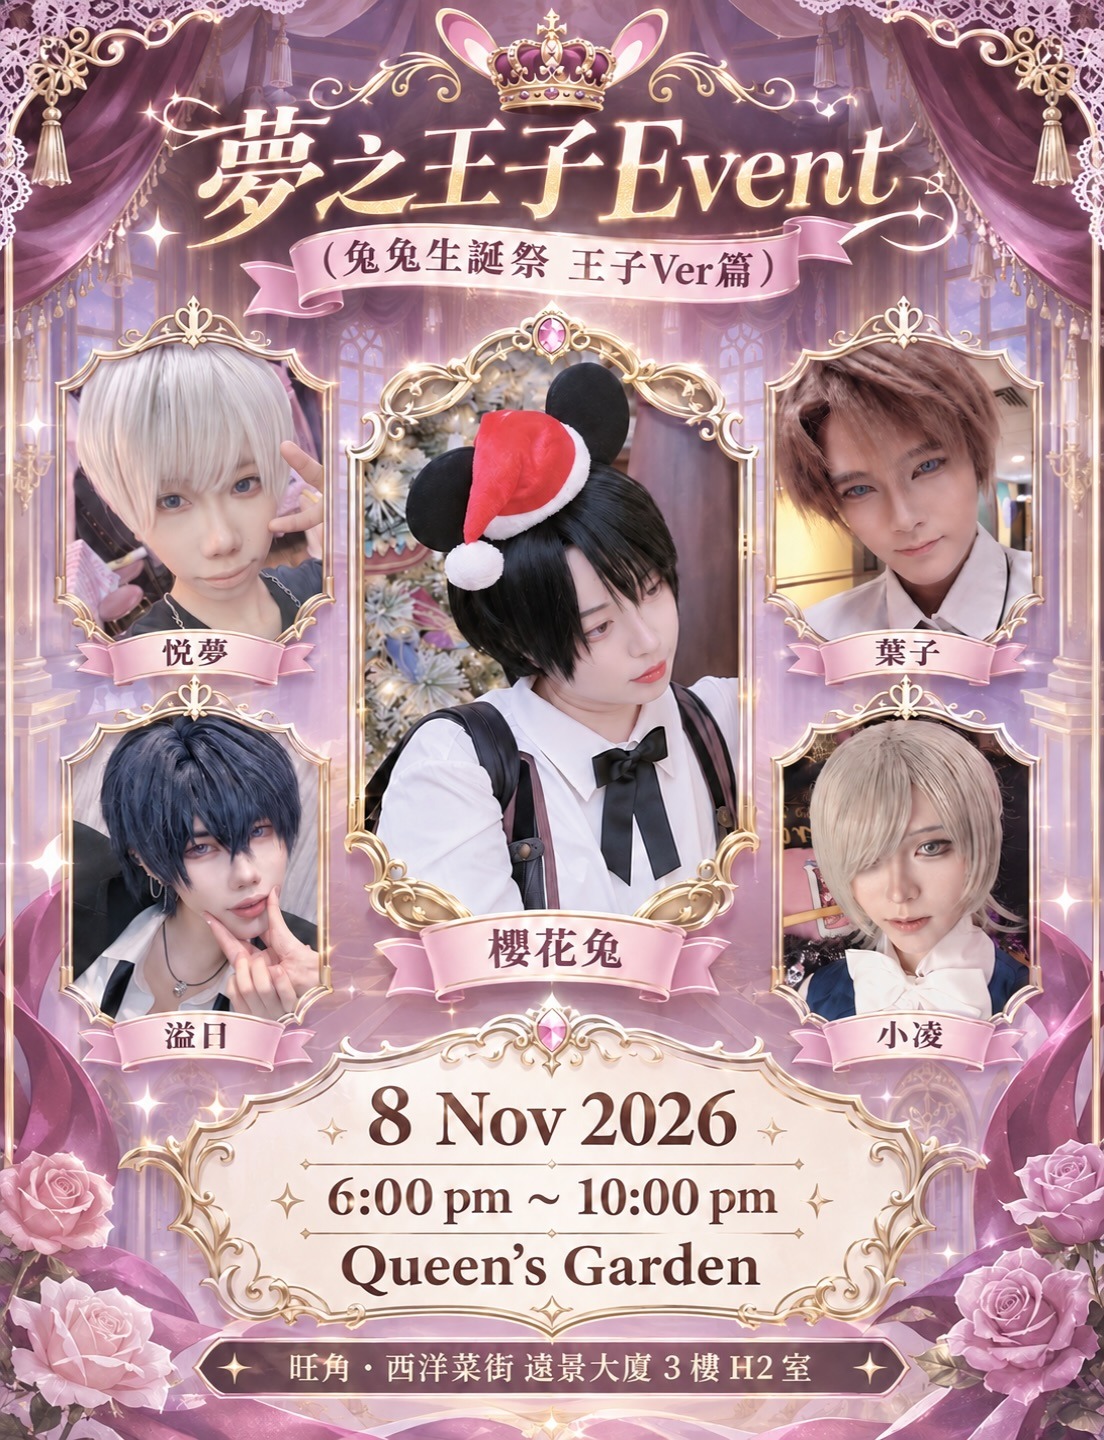 夢之王子Event
（兔兔生誕祭 王子Ver篇）
悦夢
葉子
櫻花兔
溢日
小凌
8 Nov 2026
6:00 pm ~ 10:00 pm
Queen's Garden
旺角・西洋菜街 遠景大廈 3 樓 H2 室